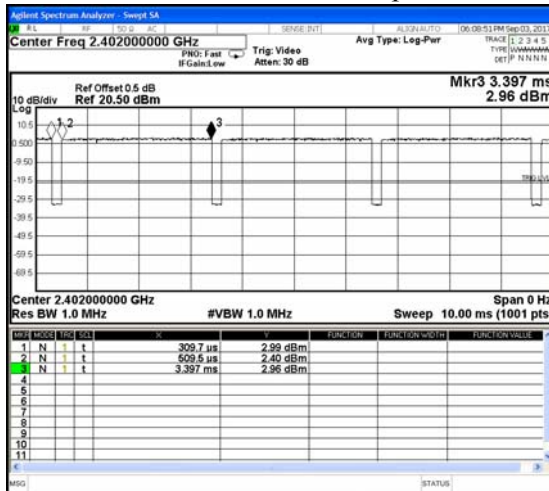 Agilent Spectrum Analyzer - Swept SA
RL RF 50 Ω AC SENSE:INT ALIGNAUTO 06:08:51 PM Sep 03, 2017
Center Freq 2.402000000 GHz Avg Type: Log-Pwr TRACE 1 2 3 4 5
PNO: Fast Trig: Video TYPE WWWWW
IFGain:Low Atten: 30 dB DET P N N N N
Mkr3 3.397 ms
Ref Offset 0.5 dB
10 dB/div Ref 20.50 dBm 2.96 dBm
Log
10.5 1 2 3
0.500
-9.50
-19.5 TRIG LVL
-29.5
-39.5
-49.5
-59.5
-69.5
Center 2.402000000 GHz Span 0 Hz
Res BW 1.0 MHz #VBW 1.0 MHz Sweep 10.00 ms (1001 pts
MKR MODE TRC SCL X Y FUNCTION FUNCTION WIDTH FUNCTION VALUE
1 N 1 t 309.7 us 2.99 dBm
2 N 1 t 509.5 us 2.40 dBm
3 N 1 t 3.397 ms 2.96 dBm
4
5
6
7
8
9
10
11
MSG STATUS